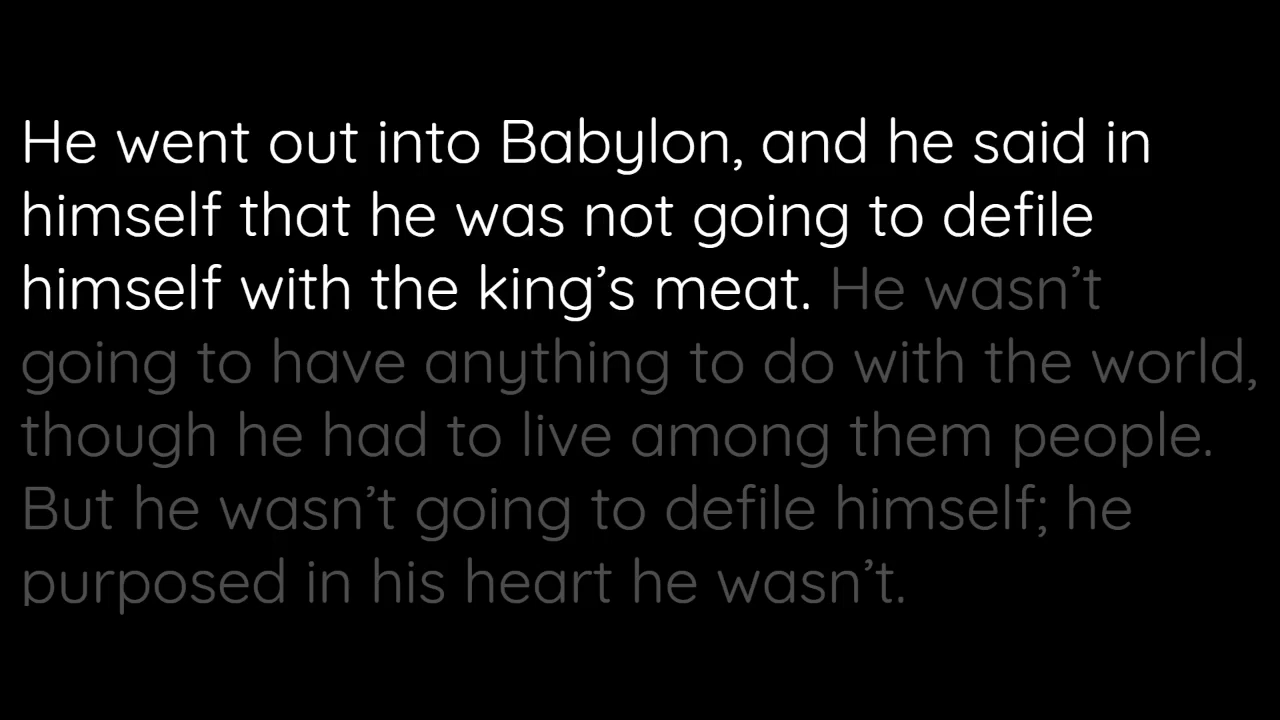 He went out into Babylon, and he said in
himself that he was not going to defile
himself with the king’s meat. He wasn’t
going to have anything to do with the world,
though he had to live among them people.
But he wasn’t going to defile himself; he
purposed in his heart he wasn’t.